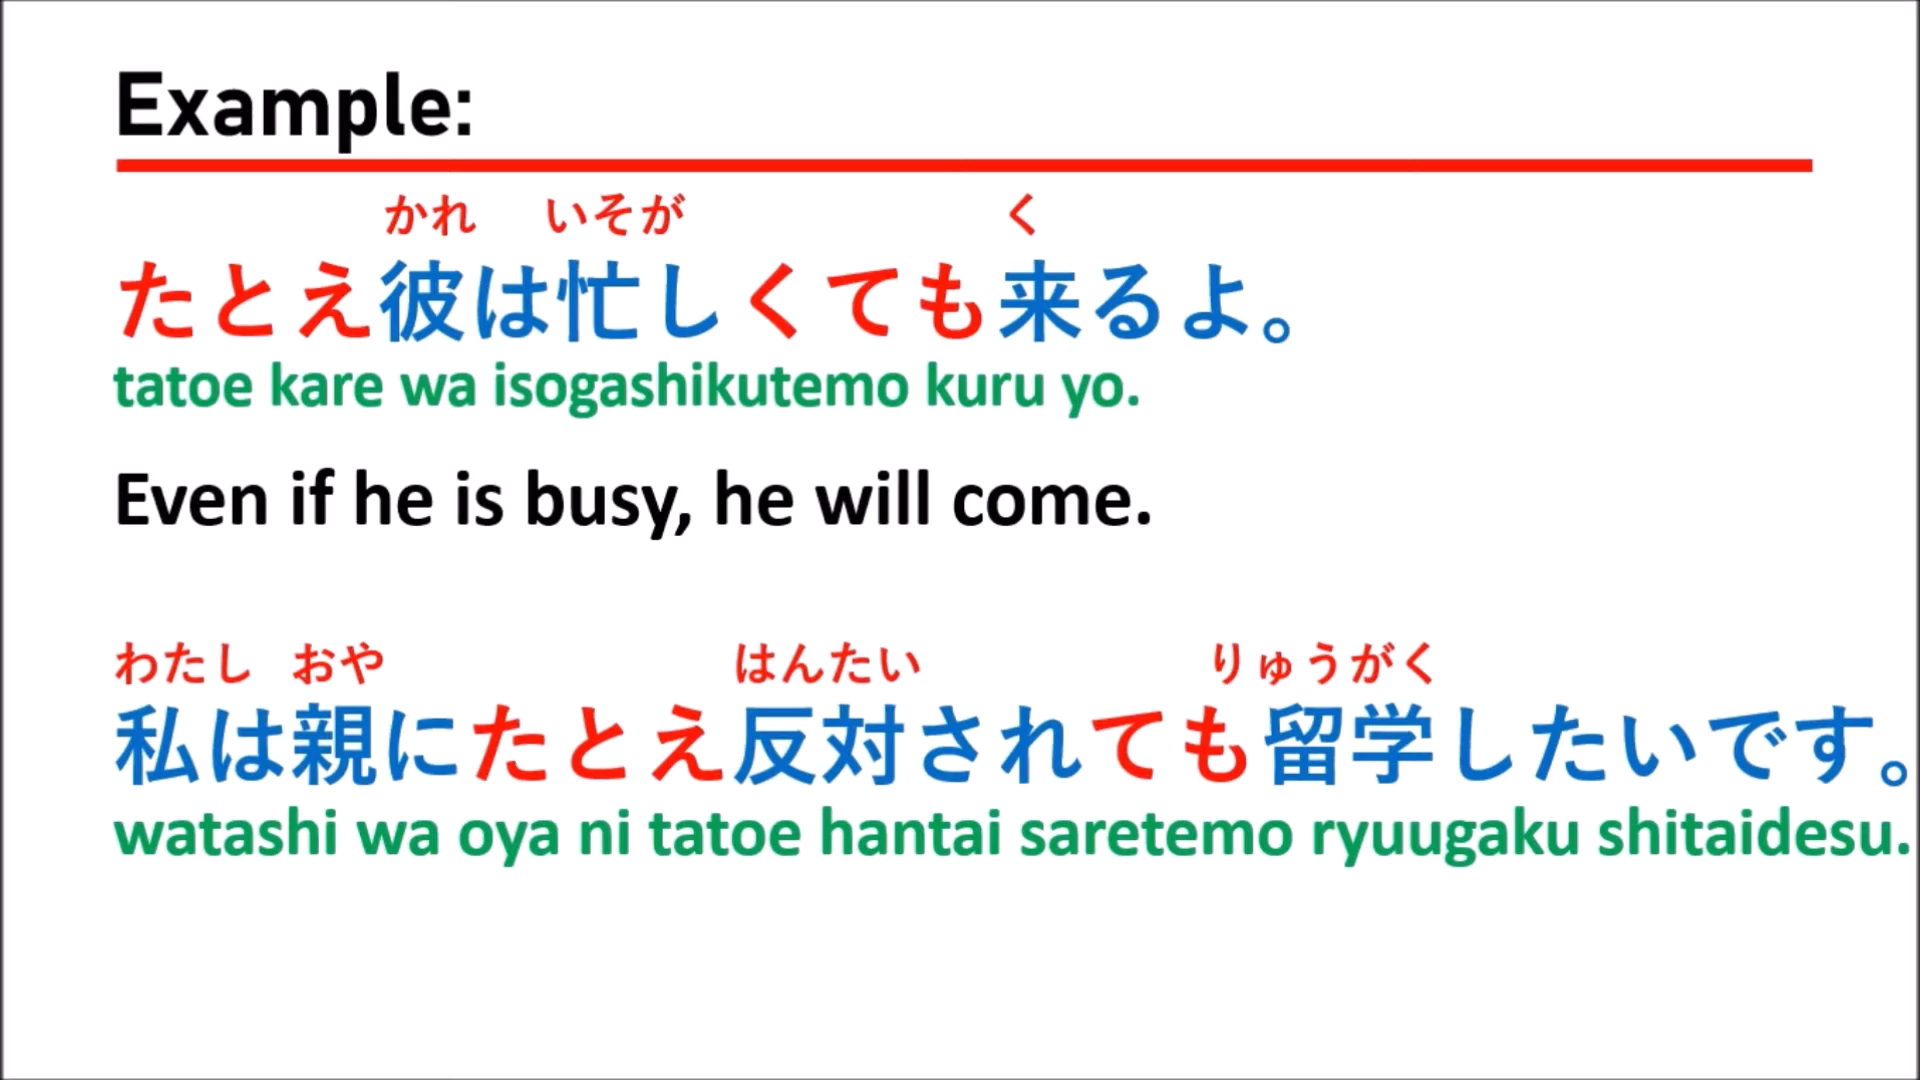 Example:
かれ いそが く
たとえ彼は忙しくても来るよ。
tatoe kare wa isogashikutemo kuru yo.
Even if he is busy, he will come.
わたし おや はんたい りゅうがく
私は親にたとえ反対されても留学したいです。
watashi wa oya ni tatoe hantai saretemo ryuugaku shitaidesu.